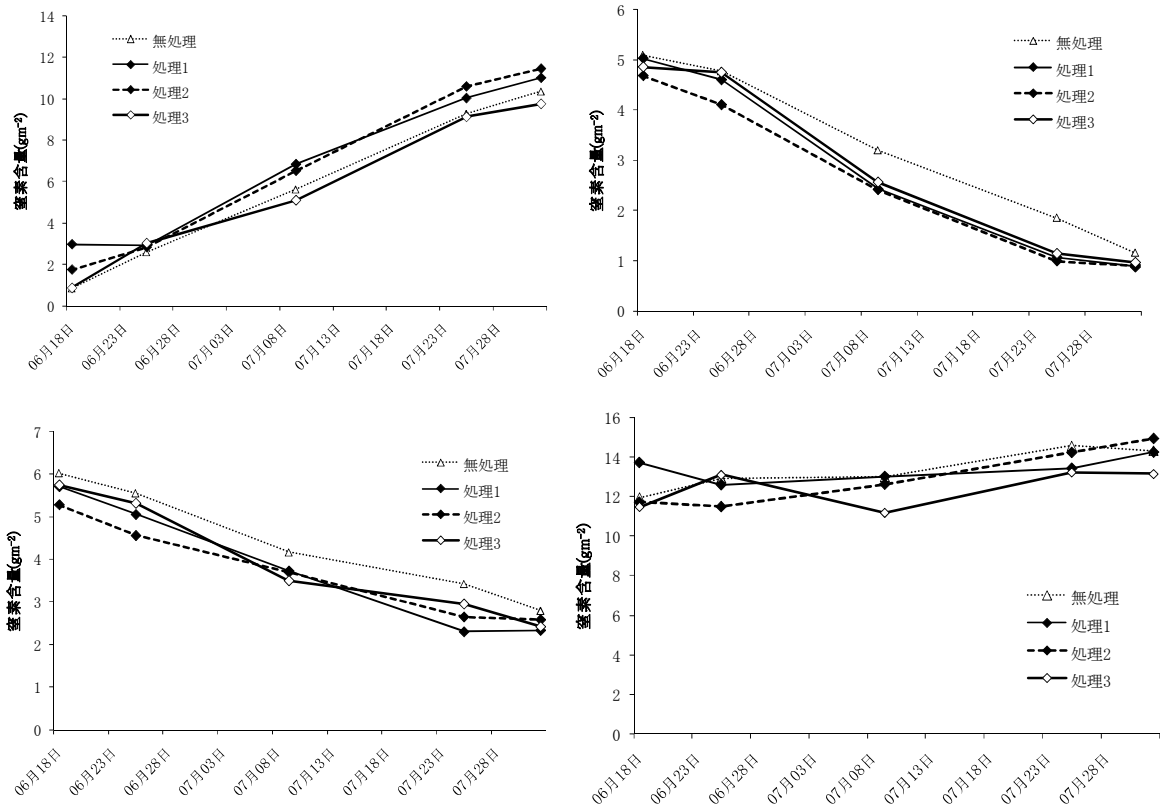 14
12
10
8
6
4
2
0
窒素含量(gm⁻²)
無処理
処理1
処理2
処理3
06月18日
06月23日
06月28日
07月03日
07月08日
07月13日
07月18日
07月23日
07月28日
6
5
4
3
2
1
0
窒素含量(gm⁻²)
無処理
処理1
処理2
処理3
06月18日
06月23日
06月28日
07月03日
07月08日
07月13日
07月18日
07月23日
07月28日
7
6
5
4
3
2
1
0
窒素含量(gm⁻²)
無処理
処理1
処理2
処理3
06月18日
06月23日
06月28日
07月03日
07月08日
07月13日
07月18日
07月23日
07月28日
16
14
12
10
8
6
4
2
0
窒素含量(gm⁻²)
無処理
処理1
処理2
処理3
06月18日
06月23日
06月28日
07月03日
07月08日
07月13日
07月18日
07月23日
07月28日